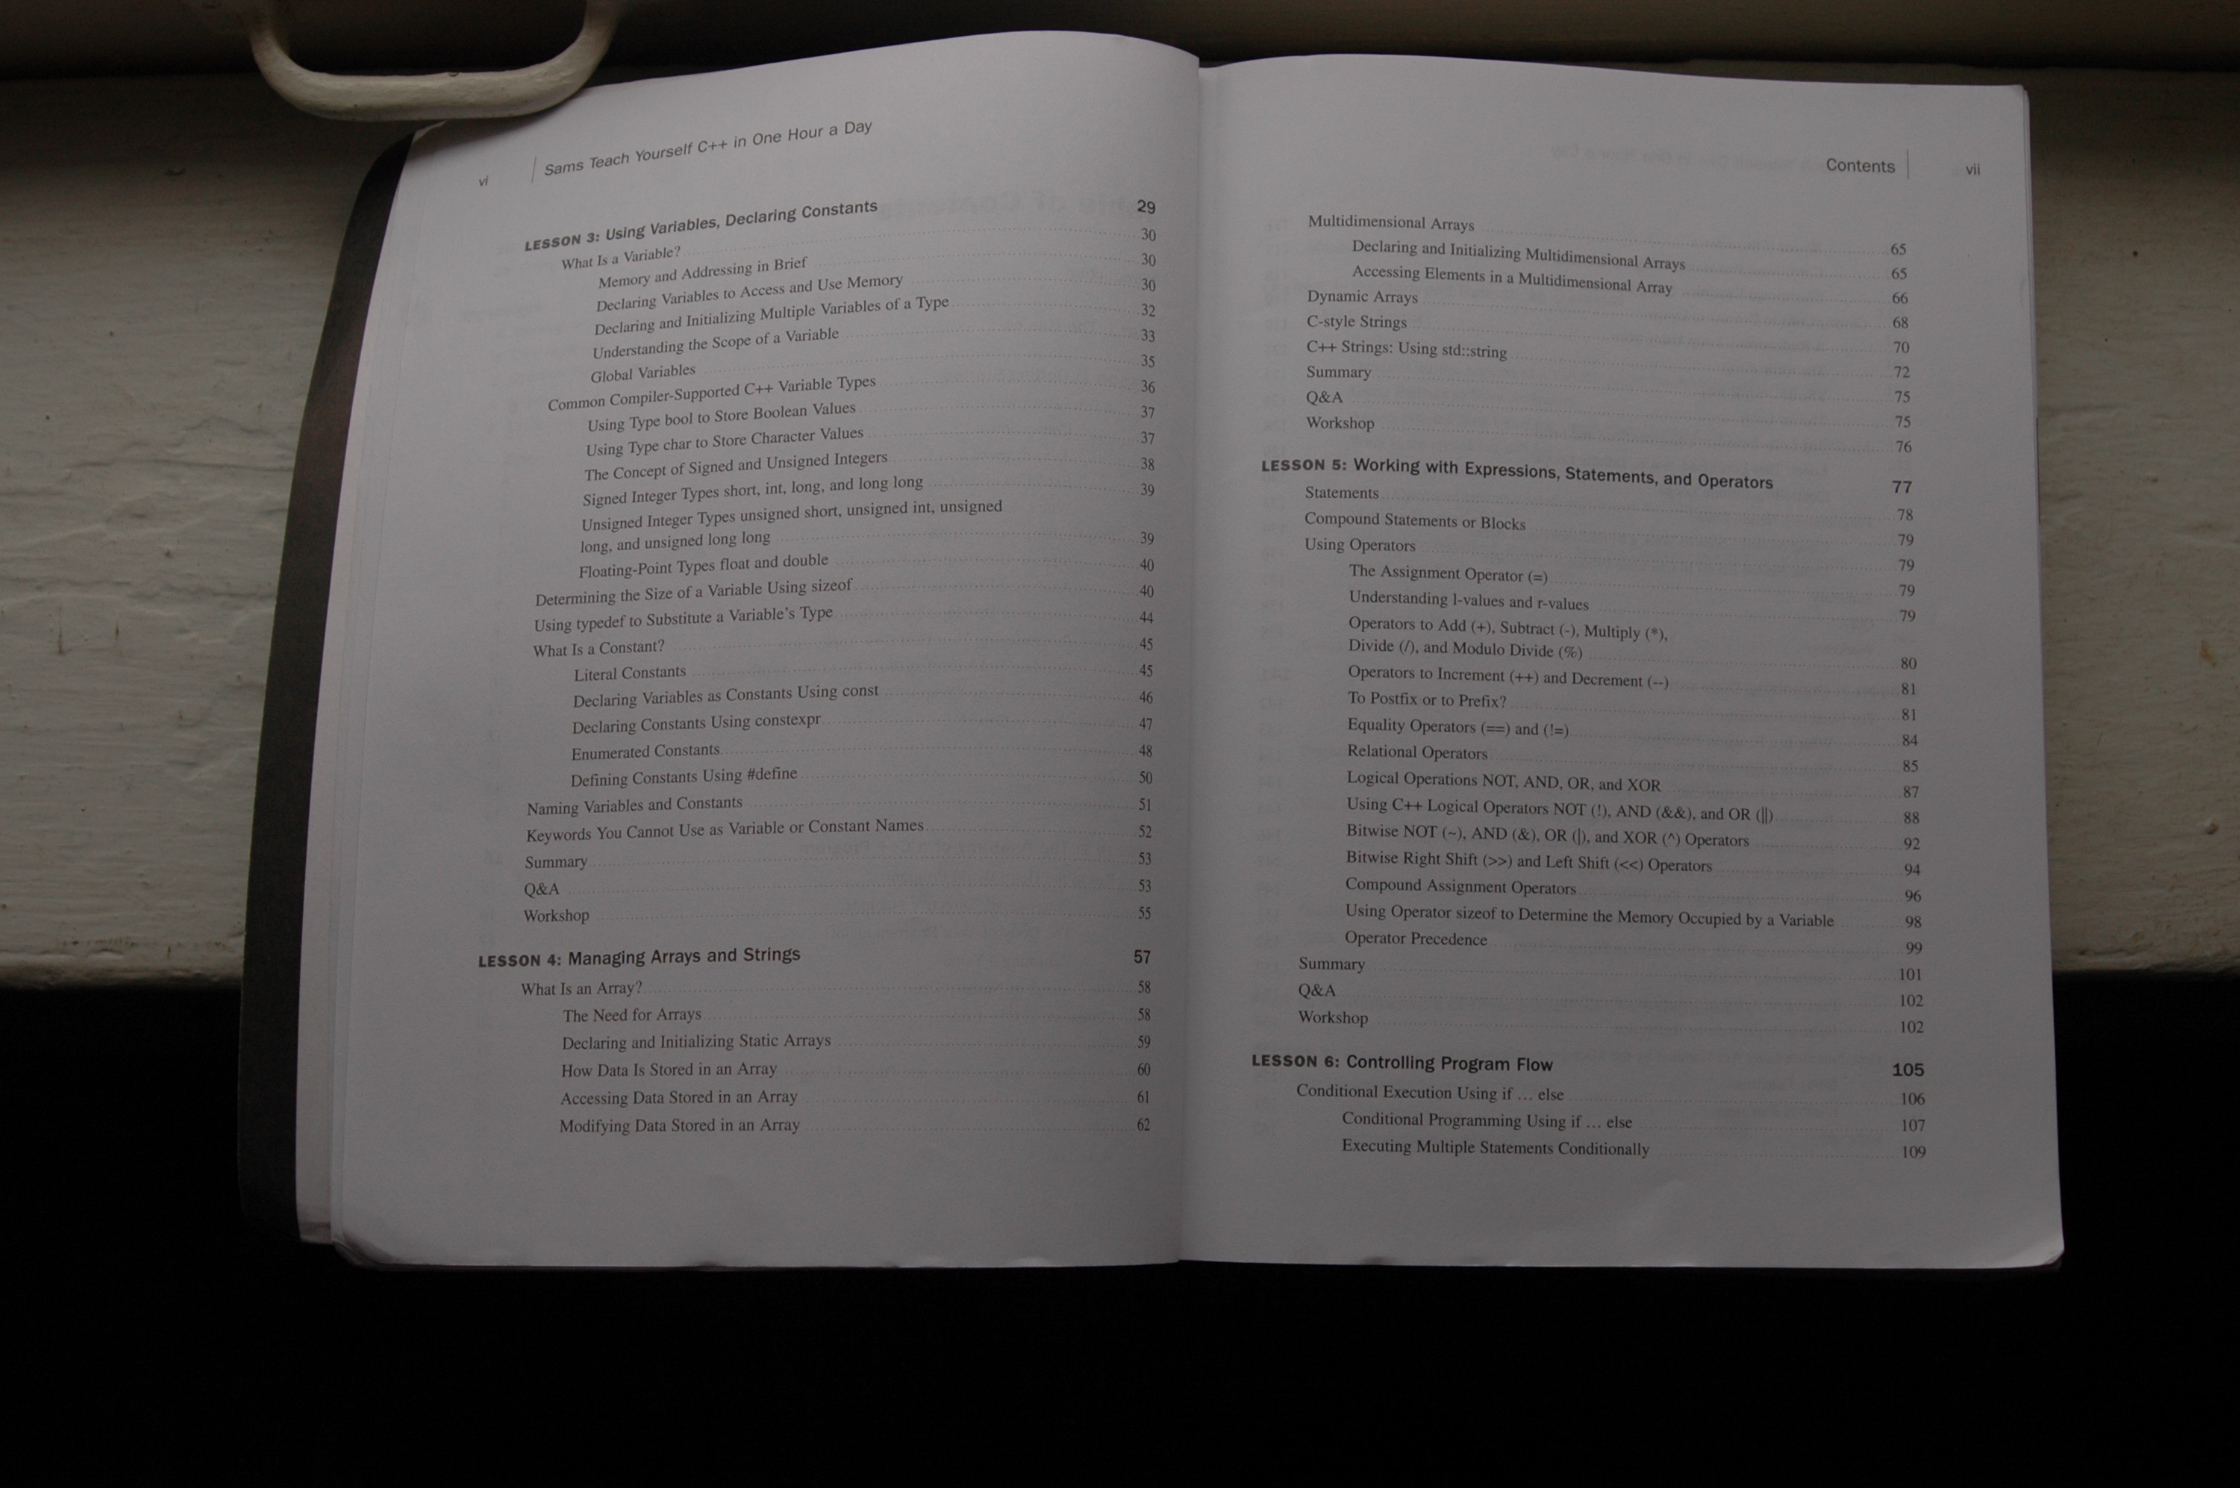 vi | Sams Teach Yourself C++ in One Hour a Day
LESSON 3: Using Variables, Declaring Constants 29
What Is a Variable? 30
Memory and Addressing in Brief 30
Declaring Variables to Access and Use Memory 30
Declaring and Initializing Multiple Variables of a Type 32
Understanding the Scope of a Variable 33
Global Variables 35
Common Compiler-Supported C++ Variable Types 36
Using Type bool to Store Boolean Values 37
Using Type char to Store Character Values 37
The Concept of Signed and Unsigned Integers 38
Signed Integer Types short, int, long, and long long 39
Unsigned Integer Types unsigned short, unsigned int, unsigned
long, and unsigned long long 39
Floating-Point Types float and double 40
Determining the Size of a Variable Using sizeof 40
Using typedef to Substitute a Variable's Type 44
What Is a Constant? 45
Literal Constants 45
Declaring Variables as Constants Using const 46
Declaring Constants Using constexpr 47
Enumerated Constants 48
Defining Constants Using #define 50
Naming Variables and Constants 51
Keywords You Cannot Use as Variable or Constant Names 52
Summary 53
Q&A 53
Workshop 55
LESSON 4: Managing Arrays and Strings 57
What Is an Array? 58
The Need for Arrays 58
Declaring and Initializing Static Arrays 59
How Data Is Stored in an Array 60
Accessing Data Stored in an Array 61
Modifying Data Stored in an Array 62
Contents | vii
Multidimensional Arrays 65
Declaring and Initializing Multidimensional Arrays 65
Accessing Elements in a Multidimensional Array 66
Dynamic Arrays 68
C-style Strings 70
C++ Strings: Using std::string 72
Summary 75
Q&A 75
Workshop 76
LESSON 5: Working with Expressions, Statements, and Operators 77
Statements 78
Compound Statements or Blocks 79
Using Operators 79
The Assignment Operator (=) 79
Understanding l-values and r-values 79
Operators to Add (+), Subtract (-), Multiply (*),
Divide (/), and Modulo Divide (%) 80
Operators to Increment (++) and Decrement (--) 81
To Postfix or to Prefix? 81
Equality Operators (==) and (!=) 84
Relational Operators 85
Logical Operations NOT, AND, OR, and XOR 87
Using C++ Logical Operators NOT (!), AND (&&), and OR (||) 88
Bitwise NOT (~), AND (&), OR (|), and XOR (^) Operators 92
Bitwise Right Shift (>>) and Left Shift (<<) Operators 94
Compound Assignment Operators 96
Using Operator sizeof to Determine the Memory Occupied by a Variable 98
Operator Precedence 99
Summary 101
Q&A 102
Workshop 102
LESSON 6: Controlling Program Flow 105
Conditional Execution Using if … else 106
Conditional Programming Using if … else 107
Executing Multiple Statements Conditionally 109